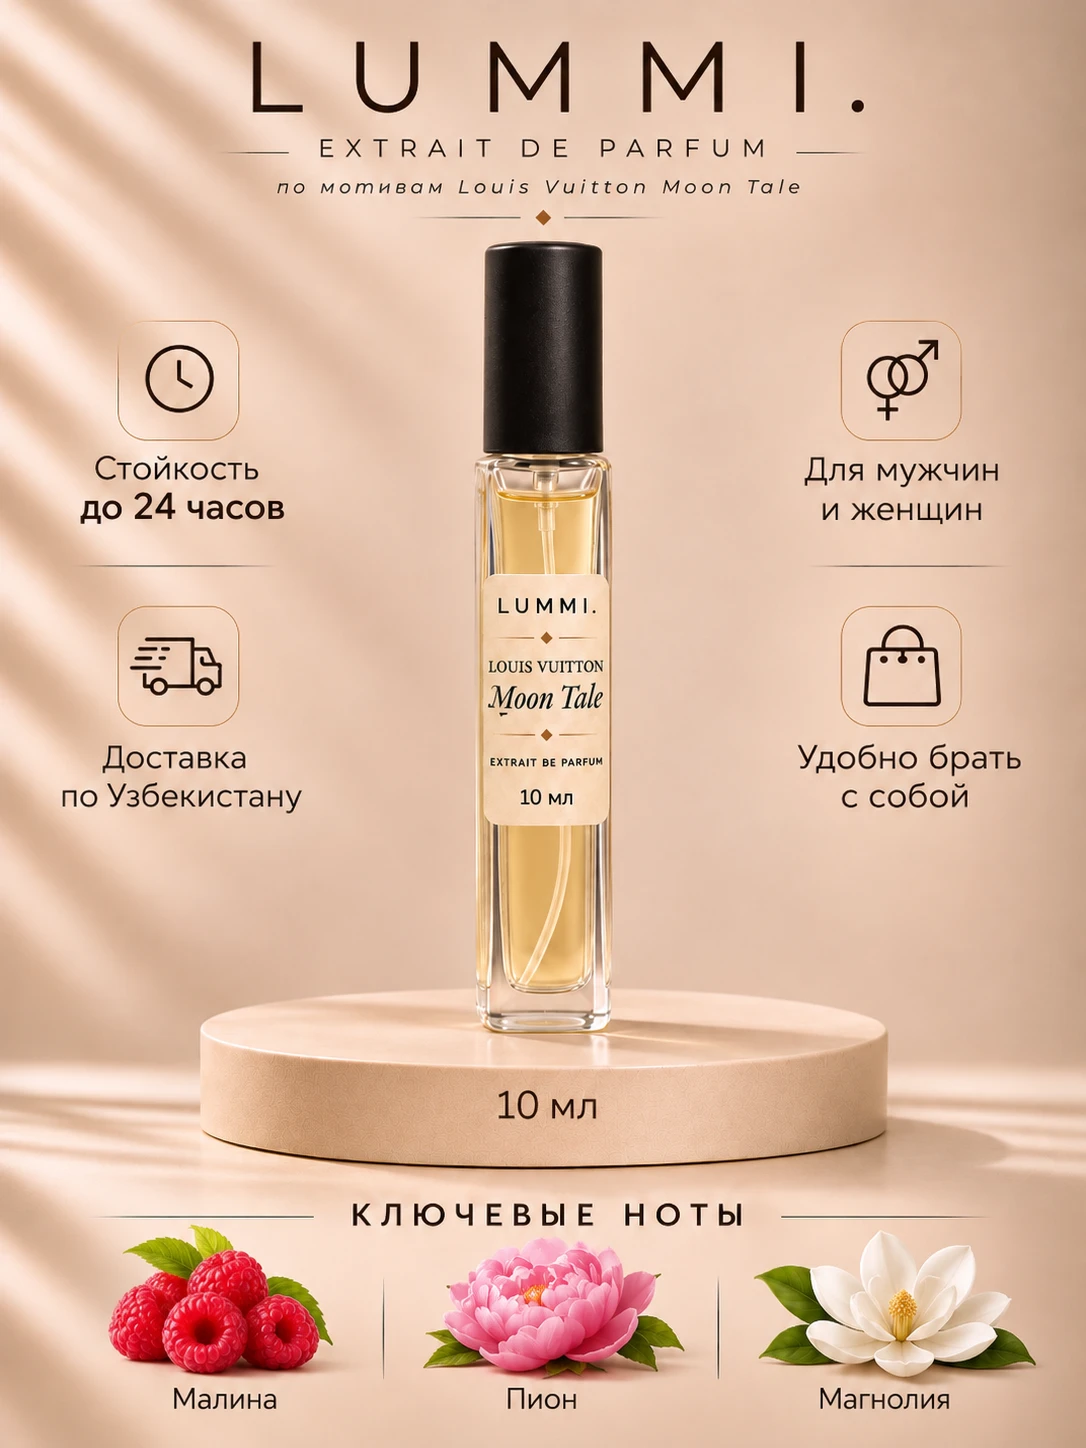 LUMMI.
EXTRAIT DE PARFUM
по мотивам Louis Vuitton Moon Tale
Стойкость
до 24 часов
Для мужчин
и женщин
Доставка
по Узбекистану
Удобно брать
с собой
LUMMI.
LOUIS VUITTON
Moon Tale
EXTRAIT DE PARFUM
10 мл
10 мл
КЛЮЧЕВЫЕ НОТЫ
Малина
Пион
Магнолия